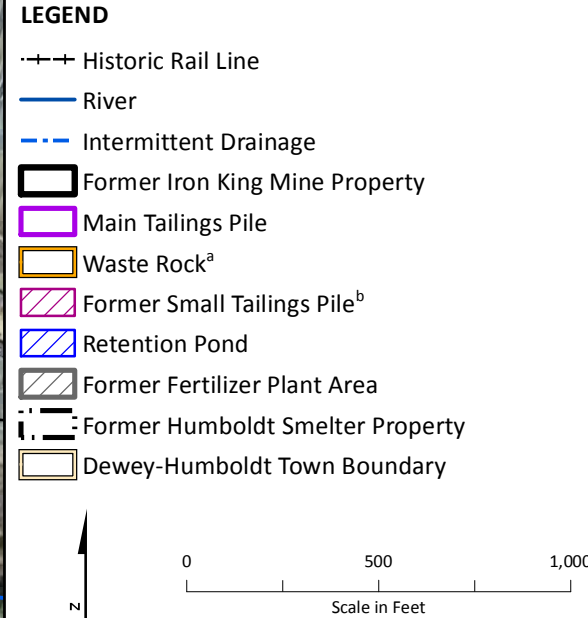 LEGEND
Historic Rail Line
River
Intermittent Drainage
Former Iron King Mine Property
Main Tailings Pile
Waste Rockᵃ
Former Small Tailings Pileᵇ
Retention Pond
Former Fertilizer Plant Area
Former Humboldt Smelter Property
Dewey-Humboldt Town Boundary
N
0 500 1,000
Scale in Feet